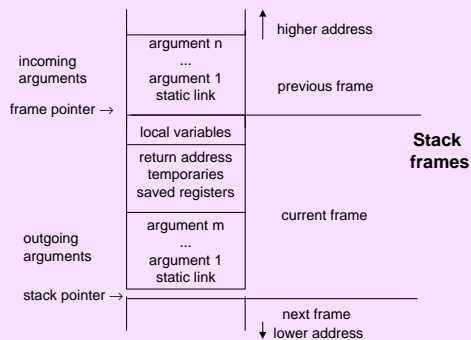 higher address
argument n
...
argument 1
static link
incoming
arguments
previous frame
frame pointer →
local variables
Stack
frames
return address
temporaries
saved registers
current frame
argument m
...
argument 1
static link
outgoing
arguments
stack pointer →
next frame
lower address